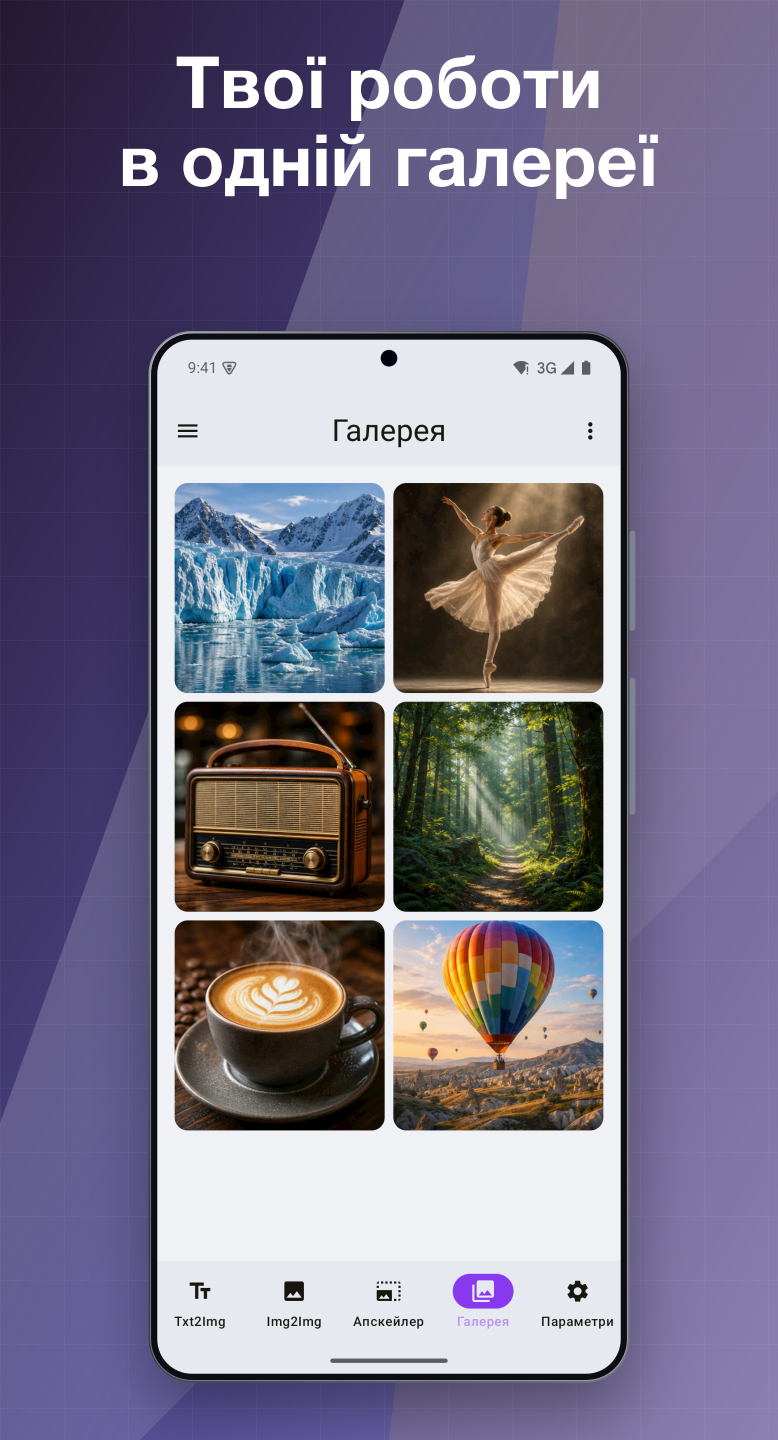 Твої роботи
в одній галереї
9:41 3G
Галерея
Txt2Img Img2Img Апскейлер Галерея Параметри